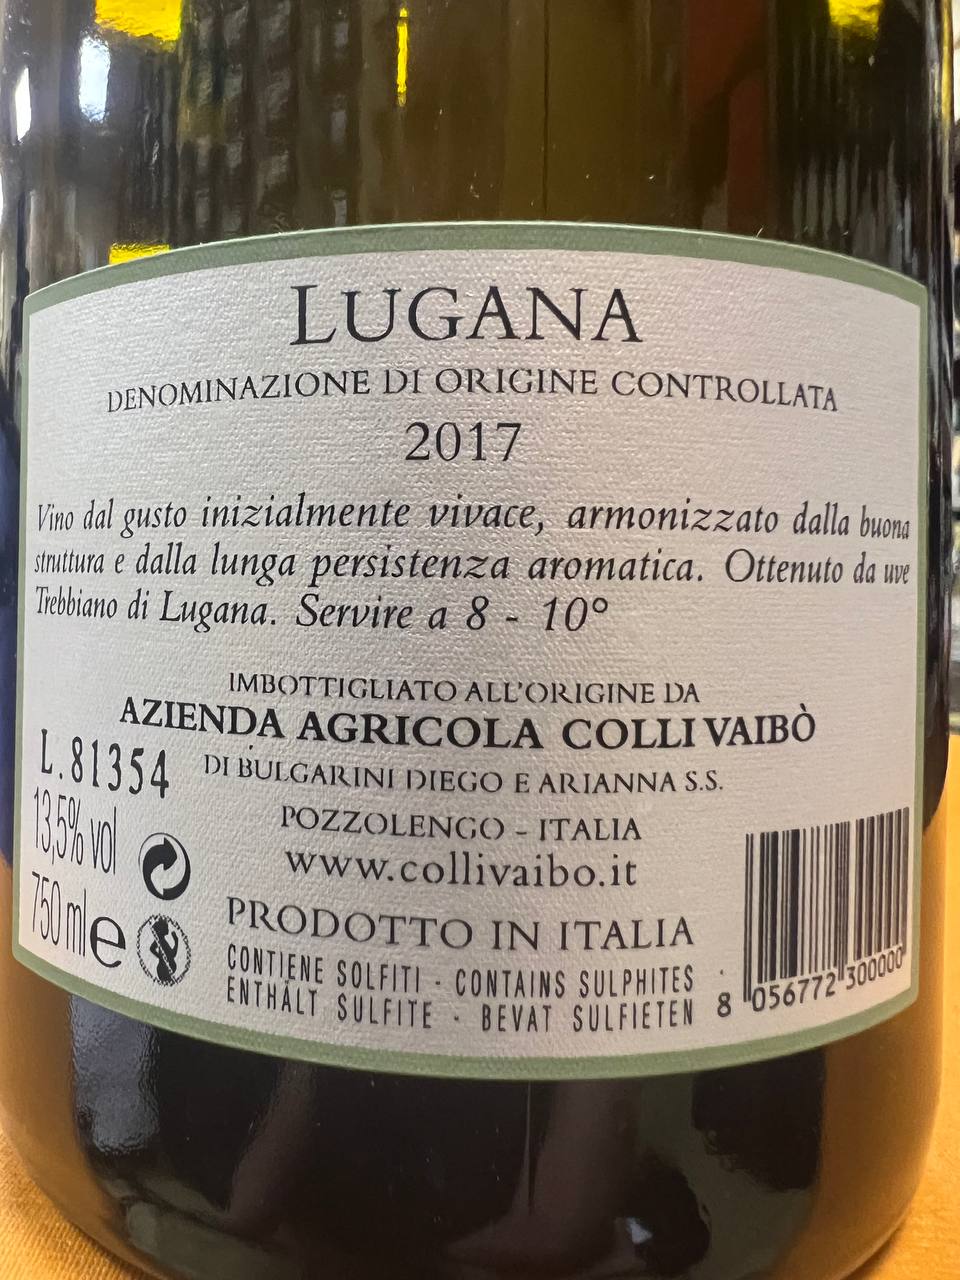 LUGANA
DENOMINAZIONE DI ORIGINE CONTROLLATA
2017
Vino dal gusto inizialmente vivace, armonizzato dalla buona
struttura e dalla lunga persistenza aromatica. Ottenuto da uve
Trebbiano di Lugana. Servire a 8 - 10°
IMBOTTIGLIATO ALL'ORIGINE DA
AZIENDA AGRICOLA COLLI VAIBÒ
DI BULGARINI DIEGO E ARIANNA S.S.
POZZOLENGO - ITALIA
www.collivaibo.it
PRODOTTO IN ITALIA
CONTIENE SOLFITI · CONTAINS SULPHITES ·
ENTHÄLT SULFITE · BEVAT SULFIETEN
L.81354
13,5% vol
750 ml e
8 056772 300000